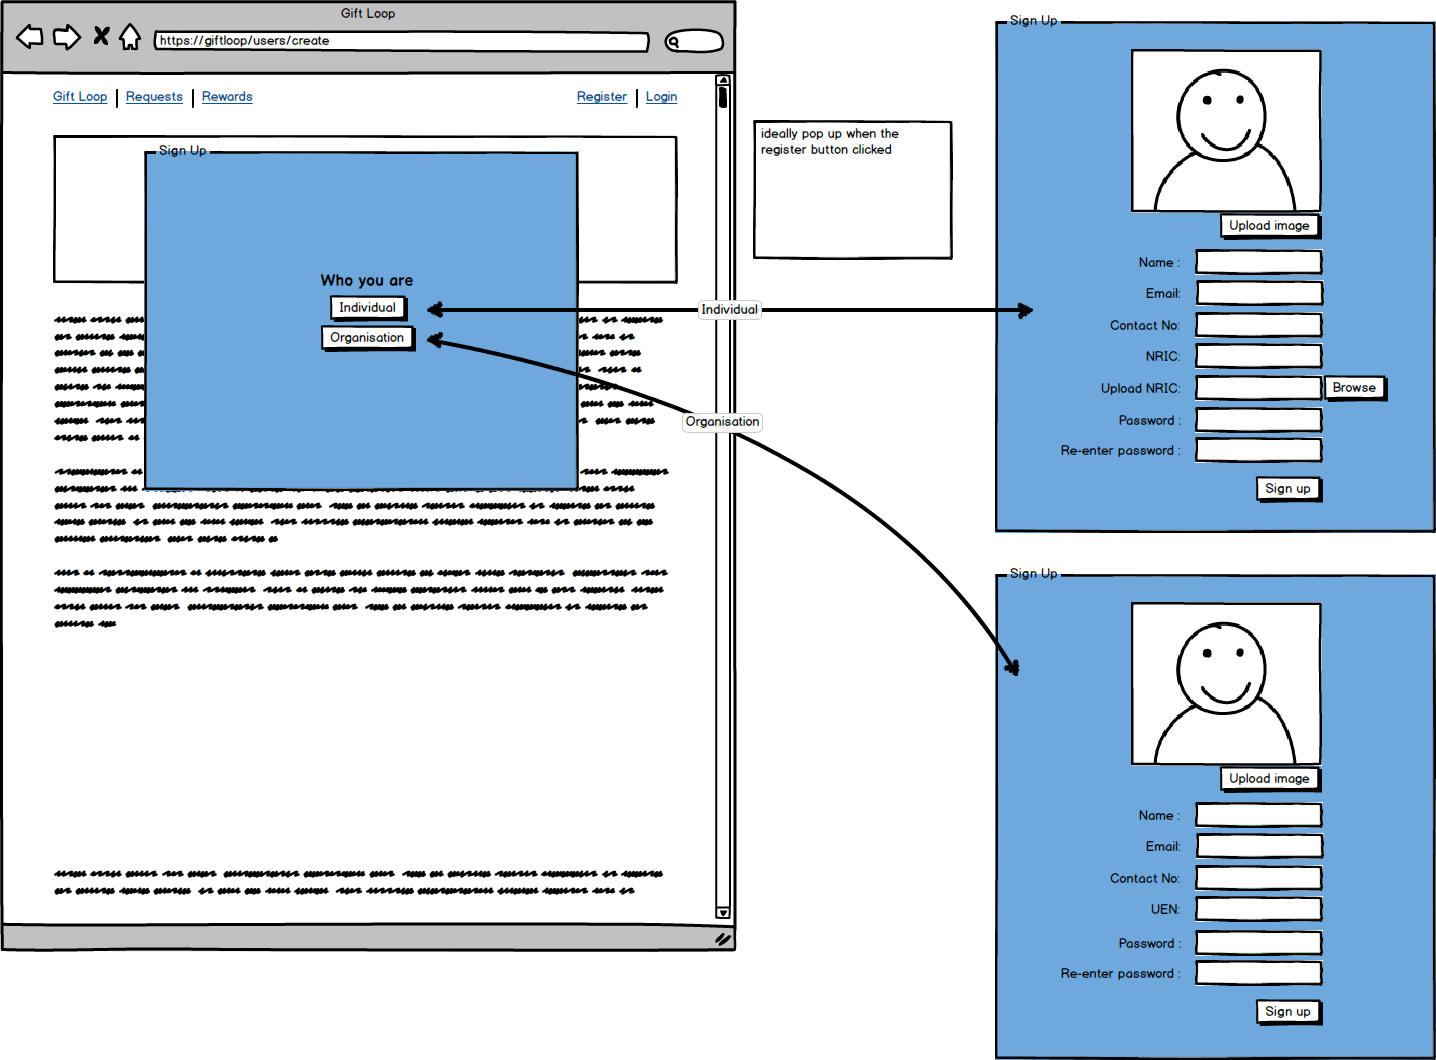 Gift Loop
https://giftloop/users/create
Gift Loop Requests Rewards Register Login
Sign Up
Who you are
Individual
Organisation
ideally pop up when the
register button clicked
Individual
Organisation
Sign Up
Upload image
Name :
Email:
Contact No:
NRIC:
Upload NRIC: Browse
Password :
Re-enter password :
Sign up
Sign Up
Upload image
Name :
Email:
Contact No:
UEN:
Password :
Re-enter password :
Sign up